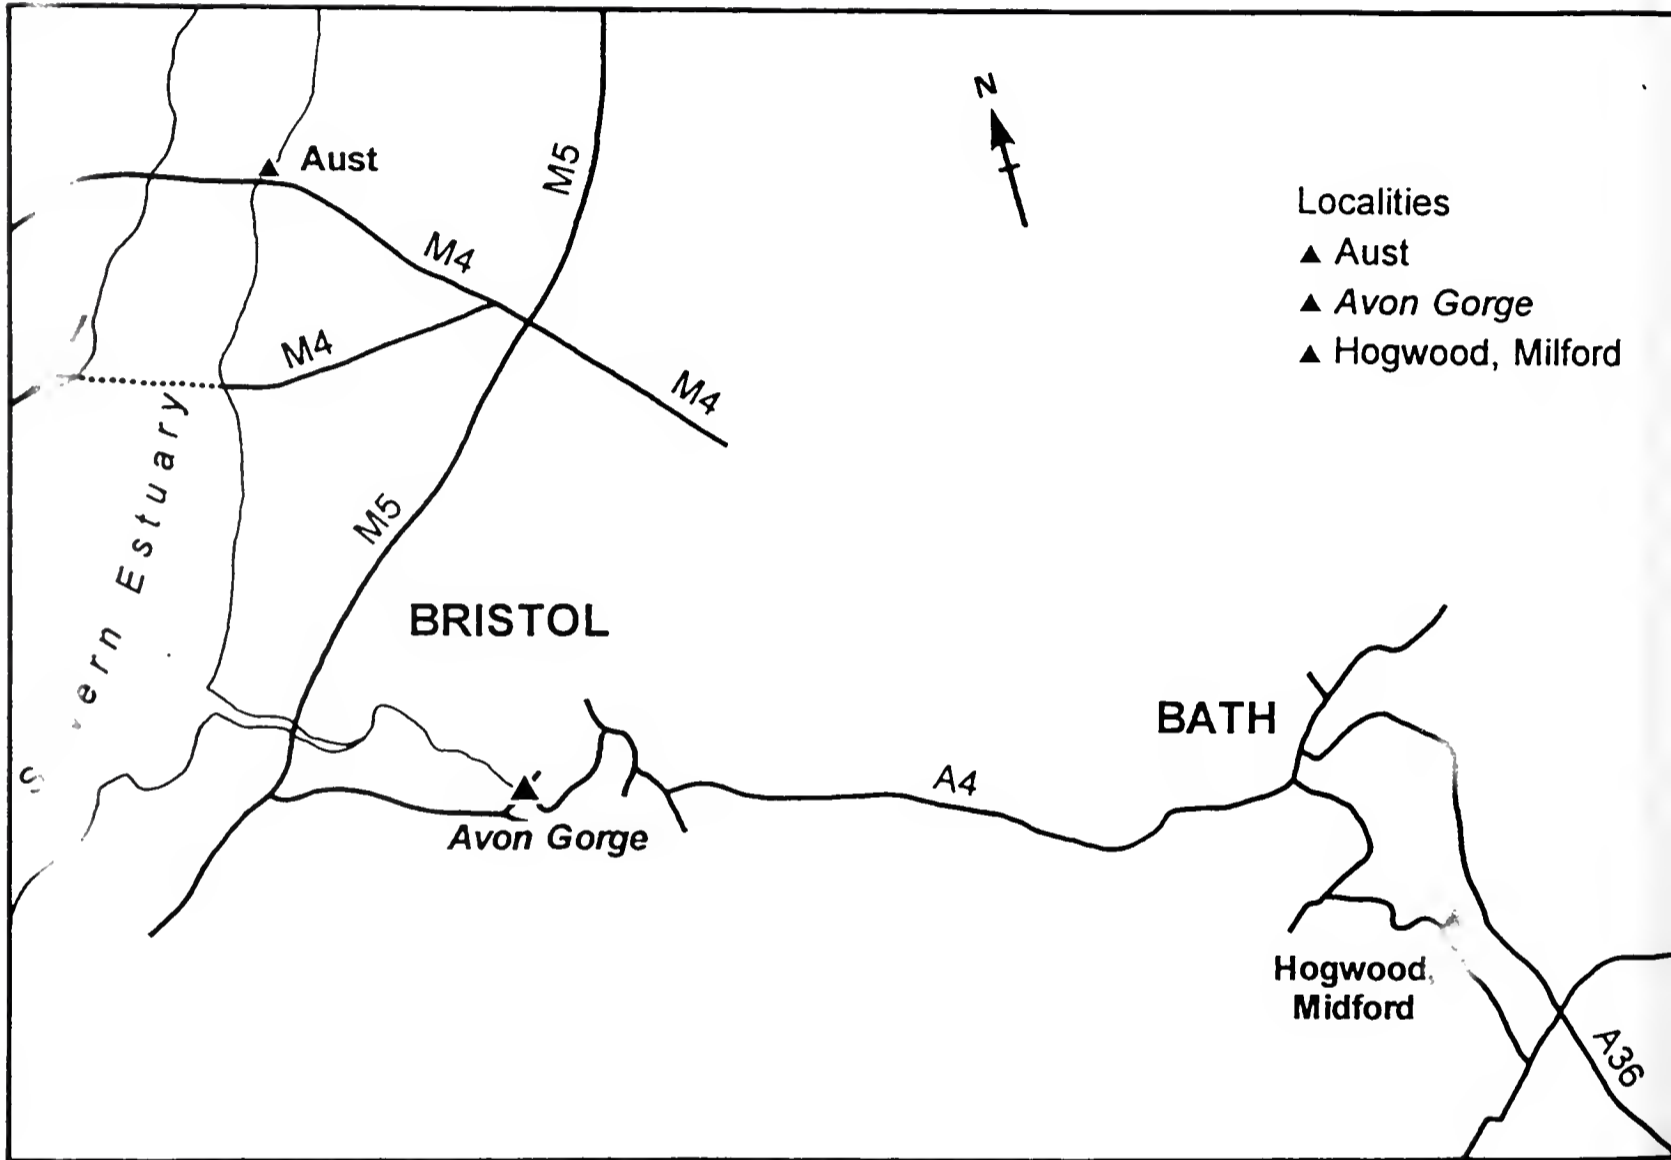 N
Aust
M5
Localities
▲ Aust
▲ Avon Gorge
▲ Hogwood, Milford
M4
M4
M4
Estuary
M5
BRISTOL
BATH
A4
Avon Gorge
Hogwood,
Midford
A36